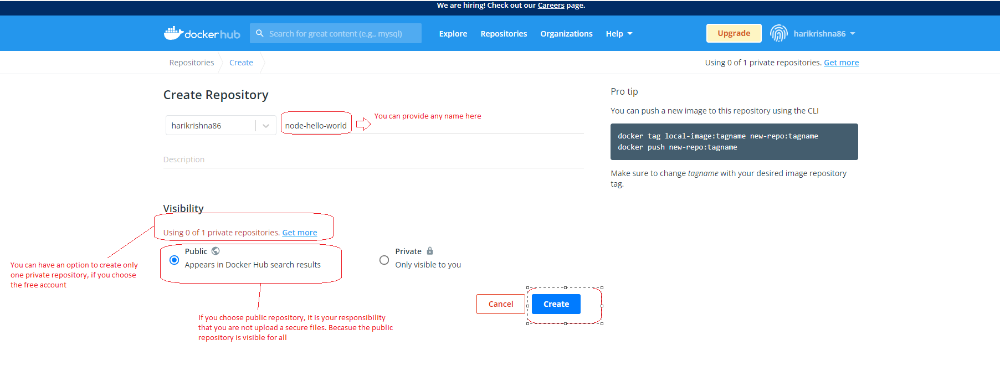 We are hiring! Check out our Careers page.
docker hub
Search for great content (e.g., mysql)
Explore
Repositories
Organizations
Help
Upgrade
harikrishna86
Repositories
Create
Using 0 of 1 private repositories. Get more
Create Repository
harikrishna86
node-hello-world
You can provide any name here
Description
Pro tip
You can push a new image to this repository using the CLI
docker tag local-image:tagname new-repo:tagname
docker push new-repo:tagname
Make sure to change tagname with your desired image repository
tag.
Visibility
Using 0 of 1 private repositories. Get more
Public
Appears in Docker Hub search results
Private
Only visible to you
You can have an option to create only
one private repository, if you choose
the free account
Cancel
Create
If you choose public repository, it is your responsibility
that you are not upload a secure files. Becasue the public
repository is visible for all